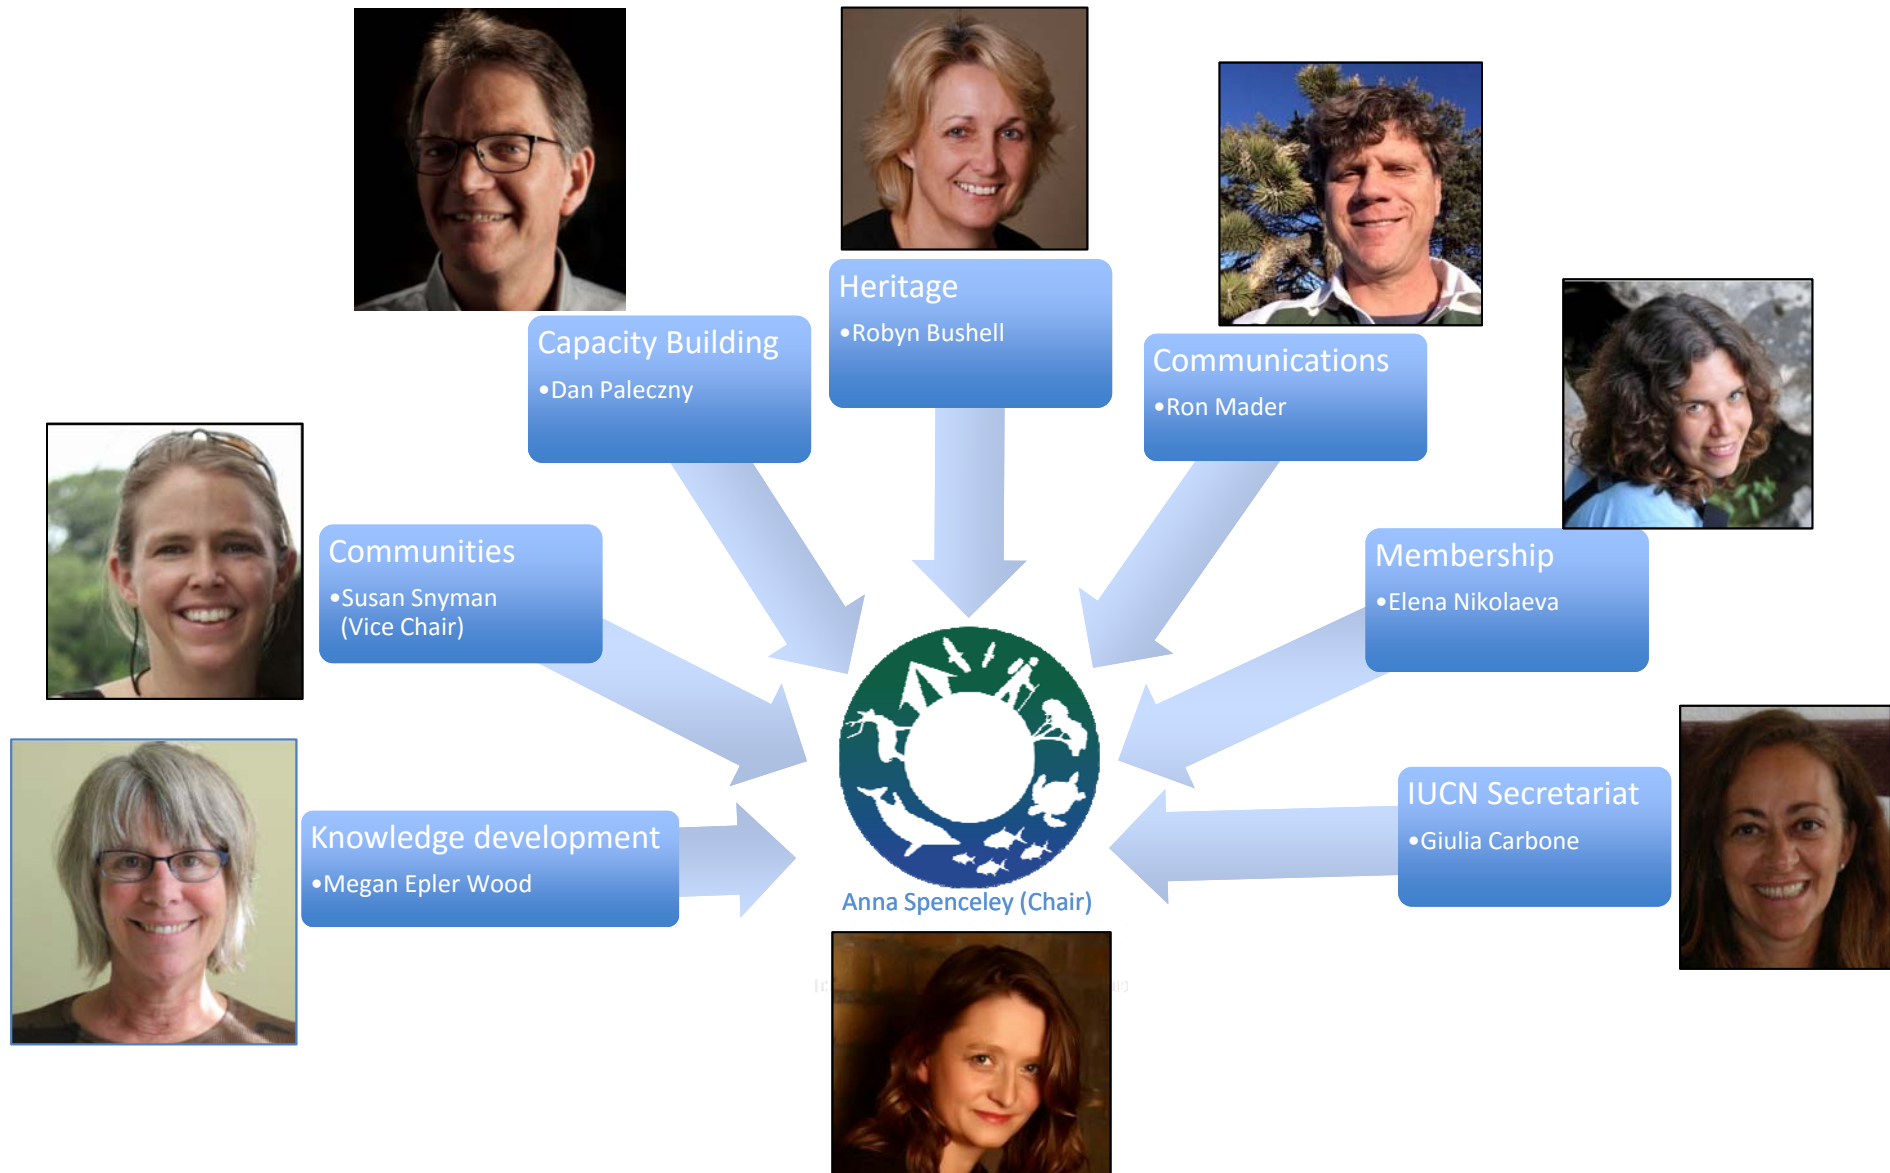 Heritage
•Robyn Bushell
Capacity Building
•Dan Paleczny
Communications
•Ron Mader
Communities
•Susan Snyman
(Vice Chair)
Membership
•Elena Nikolaeva
Knowledge development
•Megan Epler Wood
IUCN Secretariat
•Giulia Carbone
Anna Spenceley (Chair)